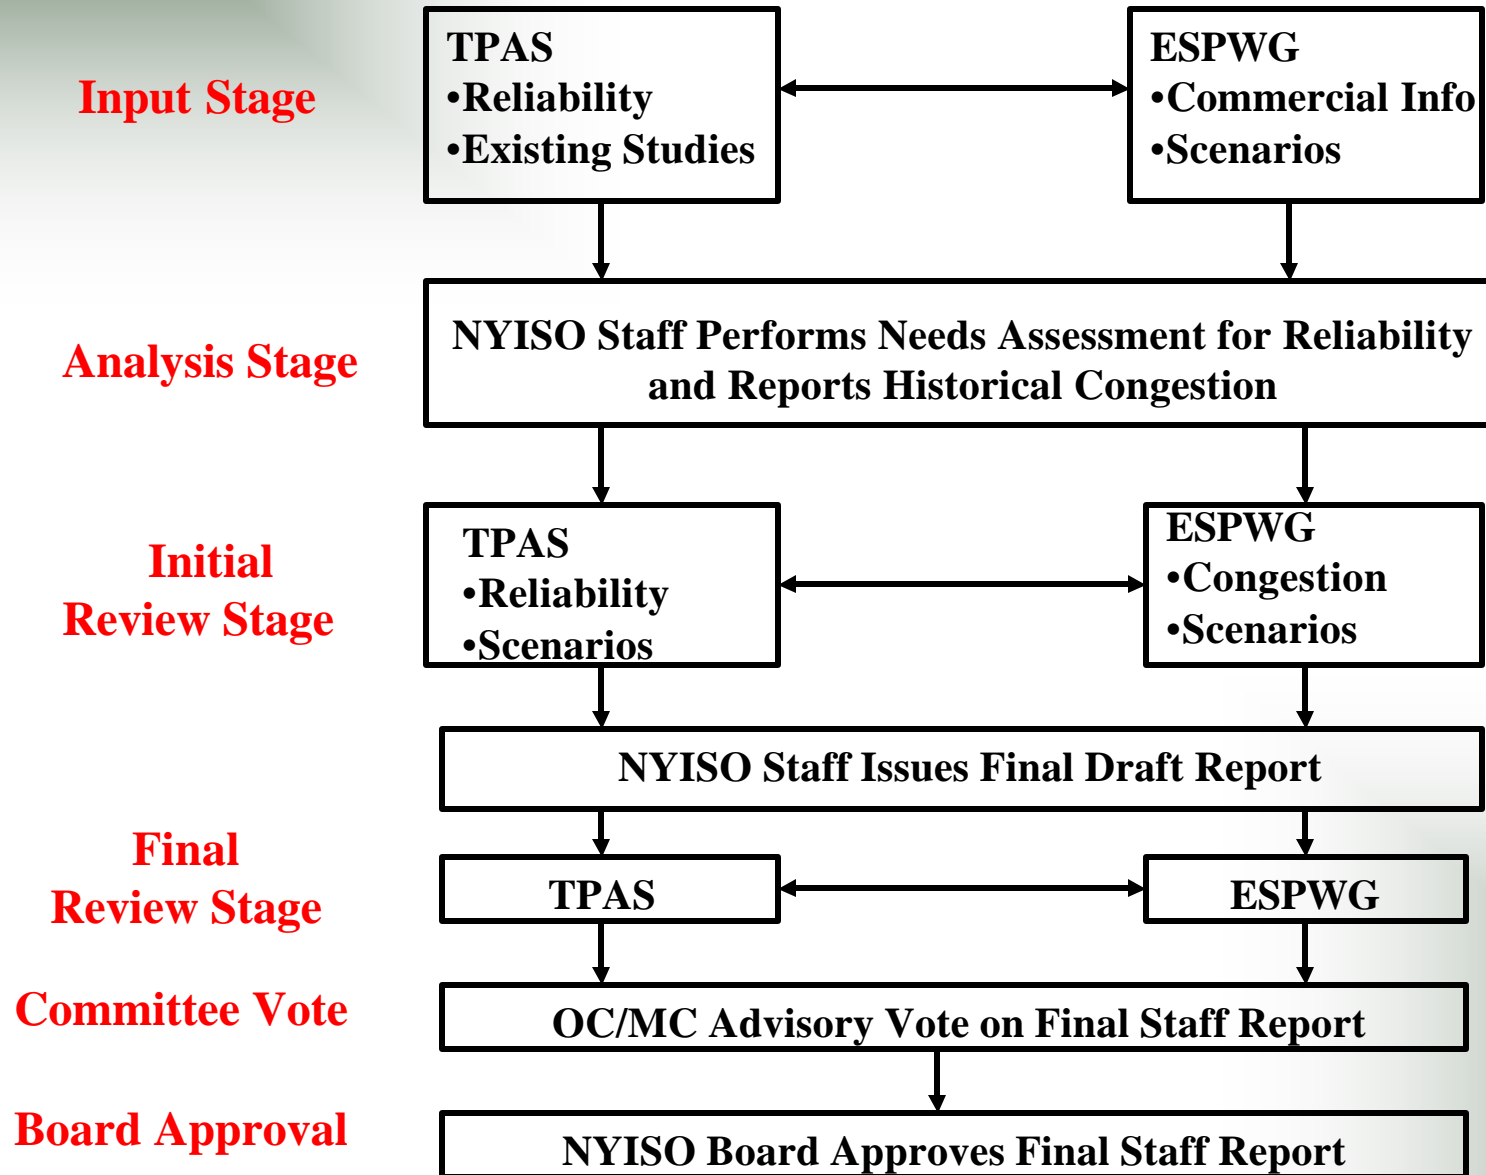 Input Stage
TPAS
•Reliability
•Existing Studies
ESPWG
•Commercial Info
•Scenarios
Analysis Stage
NYISO Staff Performs Needs Assessment for Reliability
and Reports Historical Congestion
Initial
Review Stage
TPAS
•Reliability
•Scenarios
ESPWG
•Congestion
•Scenarios
NYISO Staff Issues Final Draft Report
Final
Review Stage
TPAS
ESPWG
Committee Vote
OC/MC Advisory Vote on Final Staff Report
Board Approval
NYISO Board Approves Final Staff Report